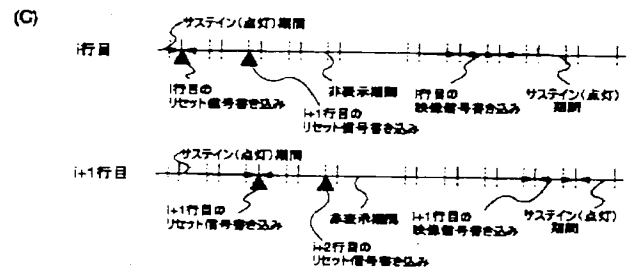 (C)
サステイン(点灯)期間
i行目
i行目の
リセット信号書き込み
i+1行目の
リセット信号書き込み
非表示期間
i行目の
映像信号書き込み
サステイン(点灯)
期間
サステイン(点灯)期間
i+1行目
i+1行目の
リセット信号書き込み
i+2行目の
リセット信号書き込み
非表示期間
i+1行目の
映像信号書き込み
サステイン(点灯)
期間